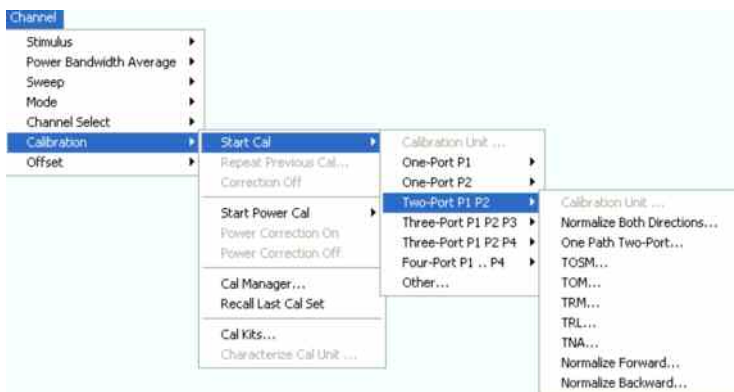 Channel
Stimulus
Power Bandwidth Average
Sweep
Mode
Channel Select
Calibration
Offset
Start Cal
Repeat Previous Cal...
Correction Off
Start Power Cal
Power Correction On
Power Correction Off
Cal Manager...
Recall Last Cal Set
Cal Kits...
Characterize Cal Unit ...
Calibration Unit ...
One-Port P1
One-Port P2
Two-Port P1 P2
Three-Port P1 P2 P3
Three-Port P1 P2 P4
Four-Port P1 .. P4
Other...
Calibration Unit ...
Normalize Both Directions...
One Path Two-Port...
TOSM...
TOM...
TRM...
TRL...
TNA...
Normalize Forward...
Normalize Backward...